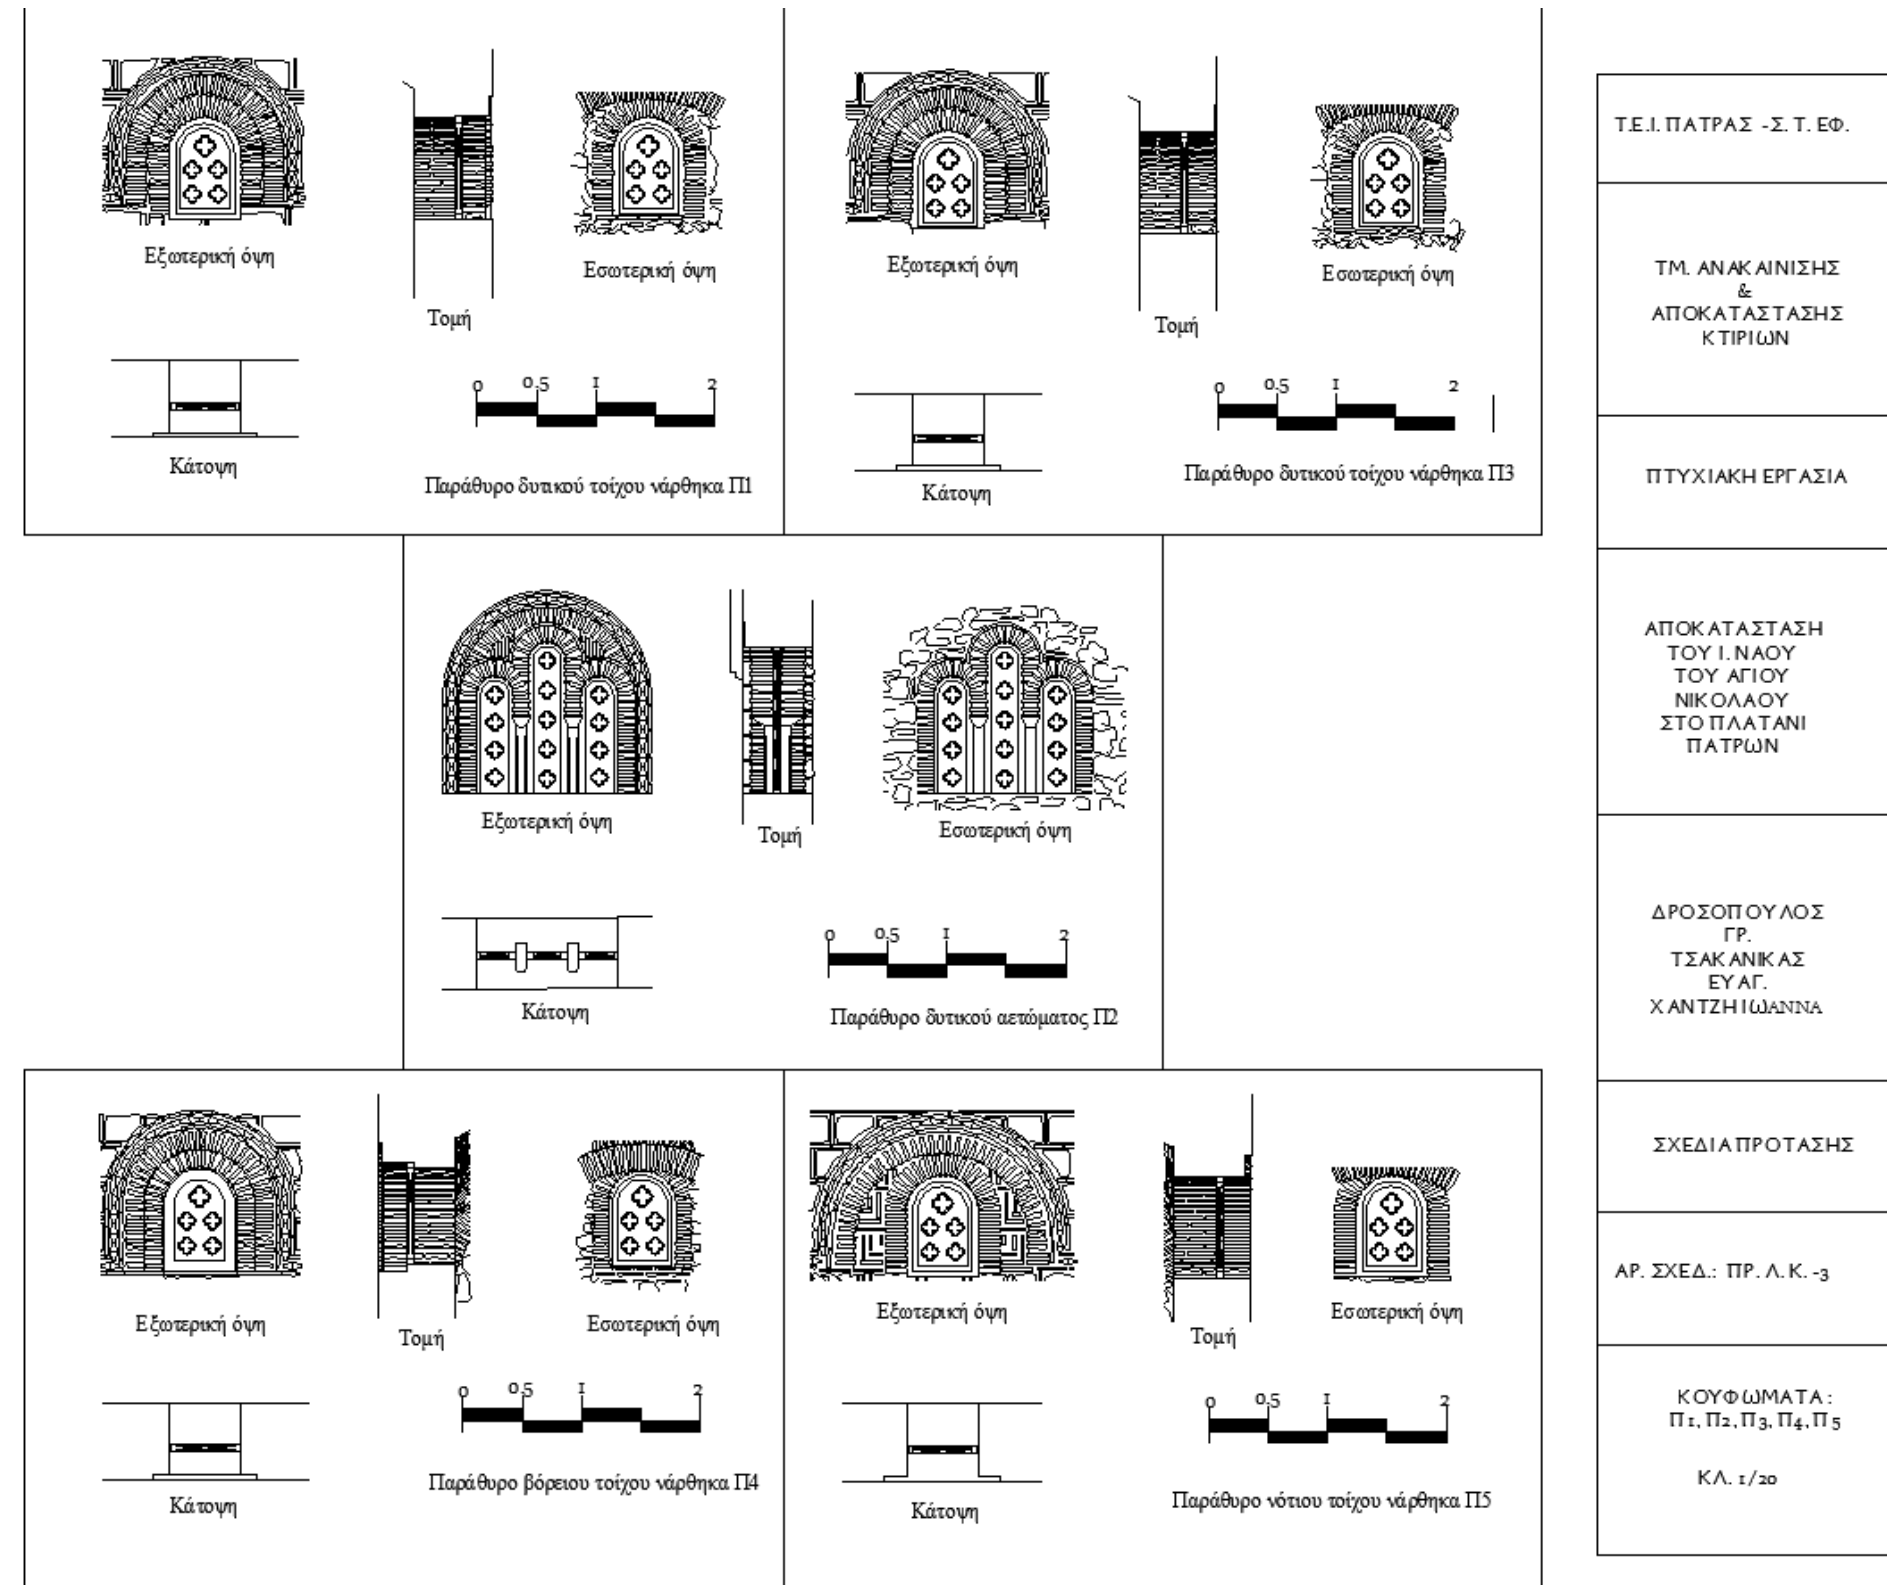 Εξωτερική όψη
Τομή
Εσωτερική όψη
Κάτοψη
0 0.5 1 2
Παράθυρο δυτικού τοίχου νάρθηκα Π1
Εξωτερική όψη
Τομή
Εσωτερική όψη
Κάτοψη
0 0.5 1 2
Παράθυρο δυτικού τοίχου νάρθηκα Π3
Εξωτερική όψη
Τομή
Εσωτερική όψη
Κάτοψη
0 0.5 1 2
Παράθυρο δυτικού αετώματος Π2
Εξωτερική όψη
Τομή
Εσωτερική όψη
Κάτοψη
0 0.5 1 2
Παράθυρο βόρειου τοίχου νάρθηκα Π4
Εξωτερική όψη
Τομή
Εσωτερική όψη
Κάτοψη
0 0.5 1 2
Παράθυρο νότιου τοίχου νάρθηκα Π5
Τ.Ε.Ι. ΠΑΤΡΑΣ -Σ. Τ. ΕΦ.
ΤΜ. ΑΝΑΚΑΙΝΙΣΗΣ
&
ΑΠΟΚΑΤΑΣΤΑΣΗΣ
ΚΤΙΡΙΩΝ
ΠΤΥΧΙΑΚΗ ΕΡΓΑΣΙΑ
ΑΠΟΚΑΤΑΣΤΑΣΗ
ΤΟΥ Ι. ΝΑΟΥ
ΤΟΥ ΑΓΙΟΥ
ΝΙΚΟΛΑΟΥ
ΣΤΟ ΠΛΑΤΑΝΙ
ΠΑΤΡΩΝ
ΔΡΟΣΟΠΟΥΛΟΣ
ΓΡ.
ΤΣΑΚΑΝΙΚΑΣ
ΕΥΑΓ.
ΧΑΝΤΖΗ ΙΩΑΝΝΑ
ΣΧΕΔΙΑ ΠΡΟΤΑΣΗΣ
ΑΡ. ΣΧΕΔ.: ΠΡ. Λ. Κ. -3
ΚΟΥΦΩΜΑΤΑ :
Π1, Π2, Π3, Π4, Π5
ΚΛ. 1/20